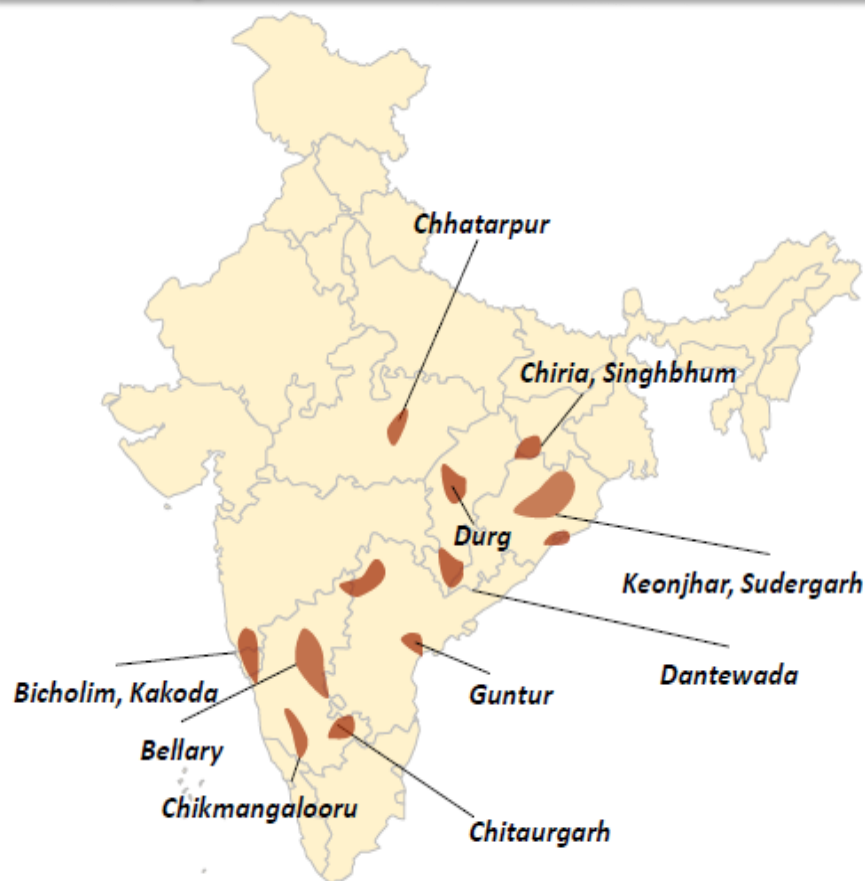 Chhatarpur
Chiria, Singhbhum
Durg
Keonjhar, Sudergarh
Dantewada
Bicholim, Kakoda
Guntur
Bellary
Chikmangalooru
Chitaurgarh